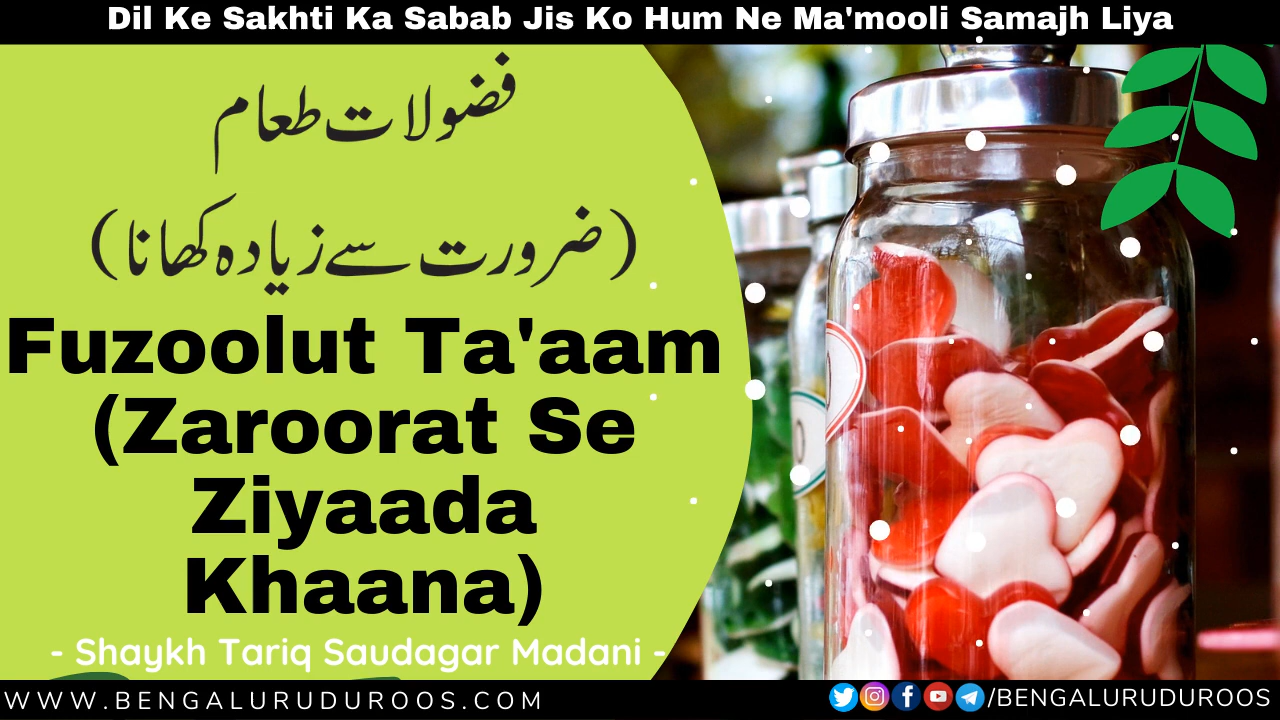 Dil Ke Sakhti Ka Sabab Jis Ko Hum Ne Ma'mooli Samajh Liya
فضولات طعام
(ضرورت سے زیادہ کھانا)
Fuzoolut Ta'aam
(Zaroorat Se
Ziyaada
Khaana)
- Shaykh Tariq Saudagar Madani -
WWW.BENGALURUDUROOS.COM
/BENGALURUDUROOS